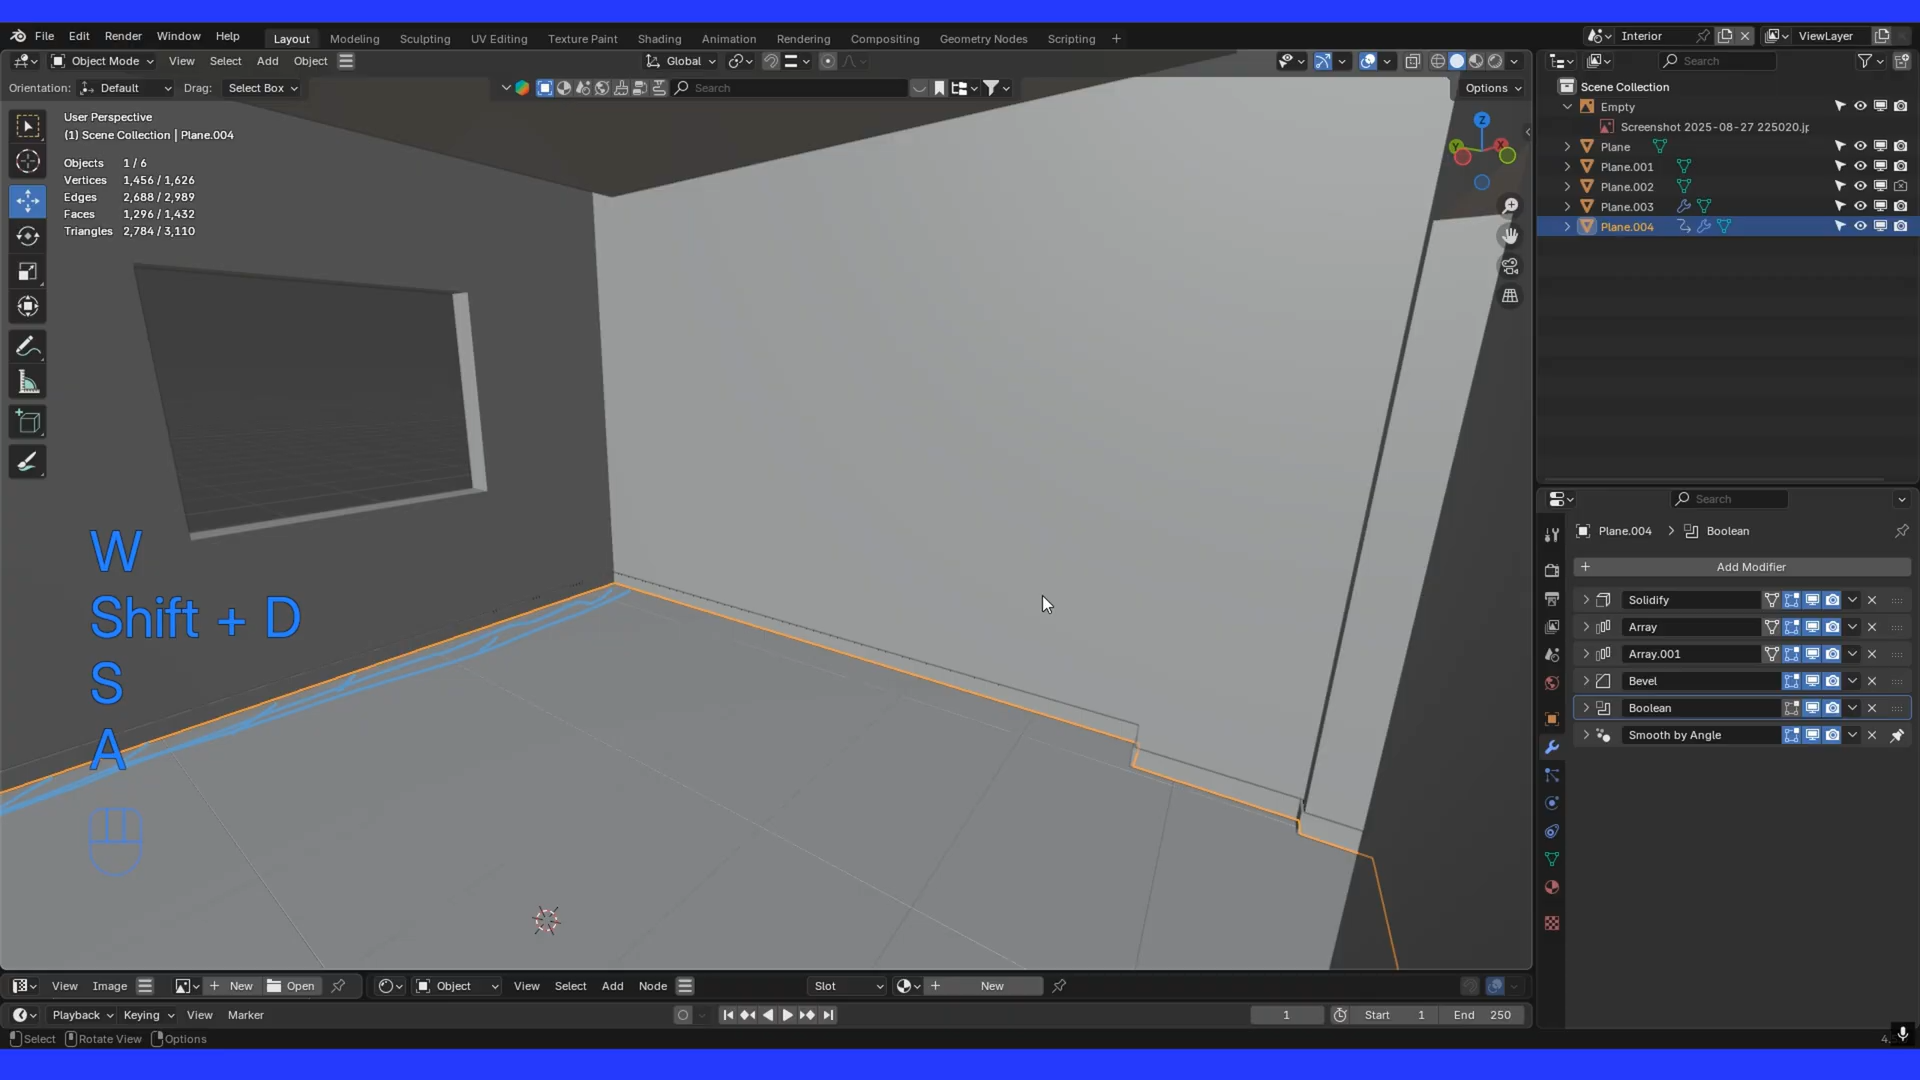 File Edit Render Window Help Layout Modeling Sculpting UV Editing Texture Paint Shading Animation Rendering Compositing Geometry Nodes Scripting + Interior ViewLayer
Object Mode View Select Add Object Global Search
Orientation: Default Drag: Select Box Search Options
User Perspective
(1) Scene Collection | Plane.004
Objects 1 / 6
Vertices 1,456 / 1,626
Edges 2,688 / 2,989
Faces 1,296 / 1,432
Triangles 2,784 / 3,110
Z
Y
X
W
Shift + D
S
A
Scene Collection
Empty
Screenshot 2025-08-27 225020.jp
Plane
Plane.001
Plane.002
Plane.003
Plane.004
Search
Plane.004 > Boolean
+ Add Modifier
Solidify
Array
Array.001
Bevel
Boolean
Smooth by Angle
View Image + New Open Object View Select Add Node Slot + New
Playback Keying View Marker 1 Start 1 End 250
Select Rotate View Options